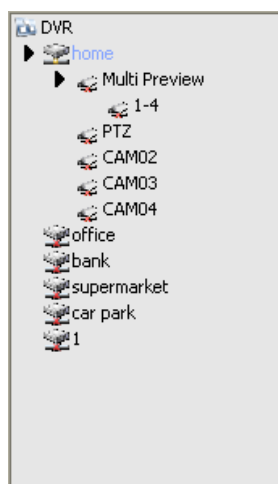 DVR
home
Multi Preview
1-4
PTZ
CAM02
CAM03
CAM04
office
bank
supermarket
car park
1